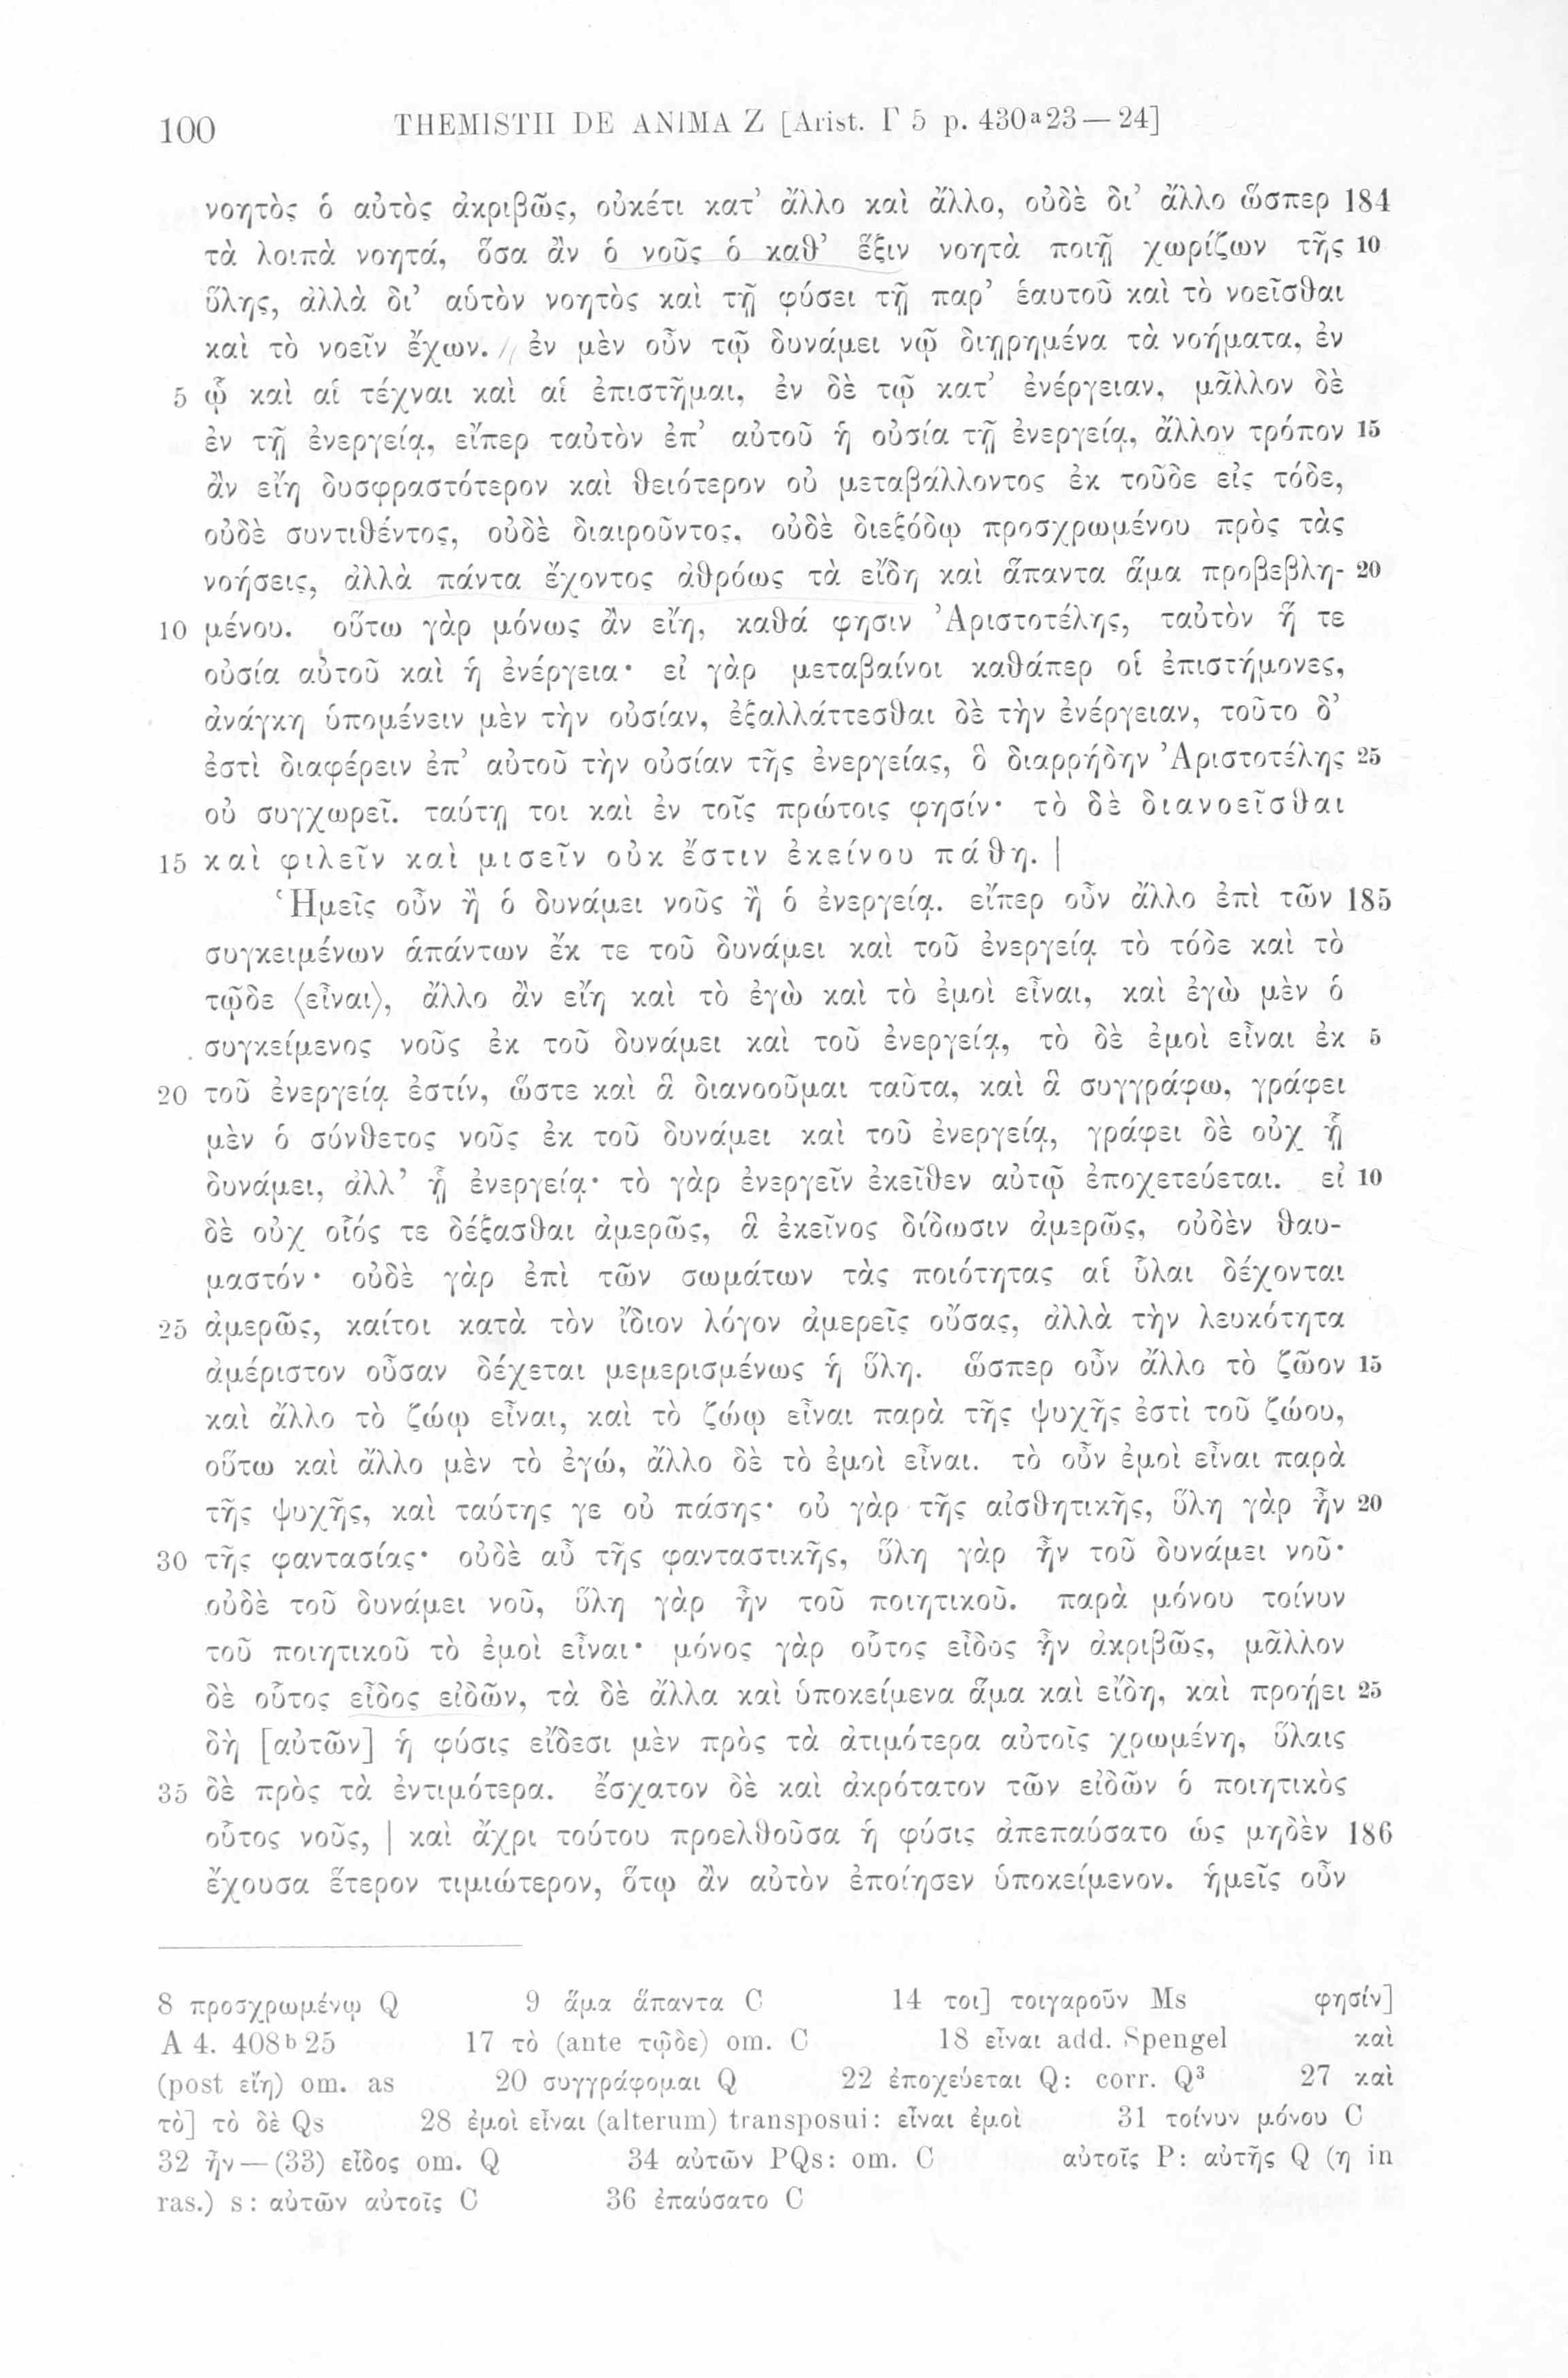 100 THEMISTII DE ANIMA Z [Arist. Γ 5 p. 430ᵃ23—24]
νοητὸς ὁ αὐτὸς ἀκριβῶς, οὐκέτι κατ’ ἄλλο καὶ ἄλλο, οὐδὲ δι’ ἄλλο ὥσπερ 184
τὰ λοιπὰ νοητά, ὅσα ἂν ὁ νοῦς ὁ καθ’ ἕξιν νοητὰ ποιῇ χωρίζων τῆς 10
ὕλης, ἀλλὰ δι’ αὑτὸν νοητὸς καὶ τῇ φύσει τῇ παρ’ ἑαυτοῦ καὶ τὸ νοεῖσθαι
καὶ τὸ νοεῖν ἔχων. // ἐν μὲν οὖν τῷ δυνάμει νῷ διῃρημένα τὰ νοήματα, ἐν
5 ᾧ καὶ αἱ τέχναι καὶ αἱ ἐπιστῆμαι, ἐν δὲ τῷ κατ’ ἐνέργειαν, μᾶλλον δὲ
ἐν τῇ ἐνεργείᾳ, εἴπερ ταὐτὸν ἐπ’ αὐτοῦ ἡ οὐσία τῇ ἐνεργείᾳ, ἄλλον τρόπον 15
ἂν εἴη δυσφραστότερον καὶ θειότερον οὐ μεταβάλλοντος ἐκ τοῦδε εἰς τόδε,
οὐδὲ συντιθέντος, οὐδὲ διαιροῦντος, οὐδὲ διεξόδῳ προσχρωμένου πρὸς τὰς
νοήσεις, ἀλλὰ πάντα ἔχοντος ἀθρόως τὰ εἴδη καὶ ἅπαντα ἅμα προβεβλη- 20
10 μένου. οὕτω γὰρ μόνως ἂν εἴη, καθά φησιν Ἀριστοτέλης, ταὐτὸν ἥ τε
οὐσία αὐτοῦ καὶ ἡ ἐνέργεια· εἰ γὰρ μεταβαίνοι καθάπερ οἱ ἐπιστήμονες,
ἀνάγκη ὑπομένειν μὲν τὴν οὐσίαν, ἐξαλλάττεσθαι δὲ τὴν ἐνέργειαν, τοῦτο δ’
ἐστὶ διαφέρειν ἐπ’ αὐτοῦ τὴν οὐσίαν τῆς ἐνεργείας, ὃ διαρρήδην Ἀριστοτέλης 25
οὐ συγχωρεῖ. ταύτῃ τοι καὶ ἐν τοῖς πρώτοις φησίν· τὸ δὲ διανοεῖσθαι
15 καὶ φιλεῖν καὶ μισεῖν οὐκ ἔστιν ἐκείνου πάθη. |
Ἡμεῖς οὖν ἢ ὁ δυνάμει νοῦς ἢ ὁ ἐνεργείᾳ. εἴπερ οὖν ἄλλο ἐπὶ τῶν 185
συγκειμένων ἁπάντων ἔκ τε τοῦ δυνάμει καὶ τοῦ ἐνεργείᾳ τὸ τόδε καὶ τὸ
τῷδε ⟨εἶναι⟩, ἄλλο ἂν εἴη καὶ τὸ ἐγὼ καὶ τὸ ἐμοὶ εἶναι, καὶ ἐγὼ μὲν ὁ
συγκείμενος νοῦς ἐκ τοῦ δυνάμει καὶ τοῦ ἐνεργείᾳ, τὸ δὲ ἐμοὶ εἶναι ἐκ 5
20 τοῦ ἐνεργείᾳ ἐστίν, ὥστε καὶ ἃ διανοοῦμαι ταῦτα, καὶ ἃ συγγράφω, γράφει
μὲν ὁ σύνθετος νοῦς ἐκ τοῦ δυνάμει καὶ τοῦ ἐνεργείᾳ, γράφει δὲ οὐχ ᾗ
δυνάμει, ἀλλ’ ᾗ ἐνεργείᾳ· τὸ γὰρ ἐνεργεῖν ἐκεῖθεν αὐτῷ ἐποχετεύεται. εἰ 10
δὲ οὐχ οἷός τε δέξασθαι ἀμερῶς, ἃ ἐκεῖνος δίδωσιν ἀμερῶς, οὐδὲν θαυ-
μαστόν· οὐδὲ γὰρ ἐπὶ τῶν σωμάτων τὰς ποιότητας αἱ ὗλαι δέχονται
25 ἀμερῶς, καίτοι κατὰ τὸν ἴδιον λόγον ἀμερεῖς οὔσας, ἀλλὰ τὴν λευκότητα
ἀμέριστον οὖσαν δέχεται μεμερισμένως ἡ ὕλη. ὥσπερ οὖν ἄλλο τὸ ζῶον 15
καὶ ἄλλο τὸ ζώῳ εἶναι, καὶ τὸ ζώῳ εἶναι παρὰ τῆς ψυχῆς ἐστὶ τοῦ ζώου,
οὕτω καὶ ἄλλο μὲν τὸ ἐγώ, ἄλλο δὲ τὸ ἐμοὶ εἶναι. τὸ οὖν ἐμοὶ εἶναι παρὰ
τῆς ψυχῆς, καὶ ταύτης γε οὐ πάσης· οὐ γὰρ τῆς αἰσθητικῆς, ὕλη γὰρ ἦν 20
30 τῆς φαντασίας· οὐδὲ αὖ τῆς φανταστικῆς, ὕλη γὰρ ἦν τοῦ δυνάμει νοῦ·
οὐδὲ τοῦ δυνάμει νοῦ, ὕλη γὰρ ἦν τοῦ ποιητικοῦ. παρὰ μόνου τοίνυν
τοῦ ποιητικοῦ τὸ ἐμοὶ εἶναι· μόνος γὰρ οὗτος εἶδος ἦν ἀκριβῶς, μᾶλλον
δὲ οὗτος εἶδος εἰδῶν, τὰ δὲ ἄλλα καὶ ὑποκείμενα ἅμα καὶ εἴδη, καὶ προῄει 25
δὴ [αὐτῶν] ἡ φύσις εἴδεσι μὲν πρὸς τὰ ἀτιμότερα αὐτοῖς χρωμένη, ὕλαις
35 δὲ πρὸς τὰ ἐντιμότερα. ἔσχατον δὲ καὶ ἀκρότατον τῶν εἰδῶν ὁ ποιητικὸς
οὗτος νοῦς, | καὶ ἄχρι τούτου προελθοῦσα ἡ φύσις ἀπεπαύσατο ὡς μηδὲν 186
ἔχουσα ἕτερον τιμιώτερον, ὅτῳ ἂν αὐτὸν ἐποίησεν ὑποκείμενον. ἡμεῖς οὖν
8 προσχρωμένῳ Q 9 ἅμα ἅπαντα C 14 τοι] τοιγαροῦν Ms φησίν]
A 4. 408ᵇ25 17 τὸ (ante τῷδε) om. C 18 εἶναι add. Spengel καὶ
(post εἴη) om. as 20 συγγράφομαι Q 22 ἐποχεύεται Q: corr. Q³ 27 καὶ
τὸ] τὸ δὲ Qs 28 ἐμοὶ εἶναι (alterum) transposui: εἶναι ἐμοὶ 31 τοίνυν μόνου C
32 ἦν—(33) εἶδος om. Q 34 αὐτῶν PQs: om. C αὐτοῖς P: αὐτῆς Q (η in
ras.) s: αὐτῶν αὐτοῖς C 36 ἐπαύσατο C